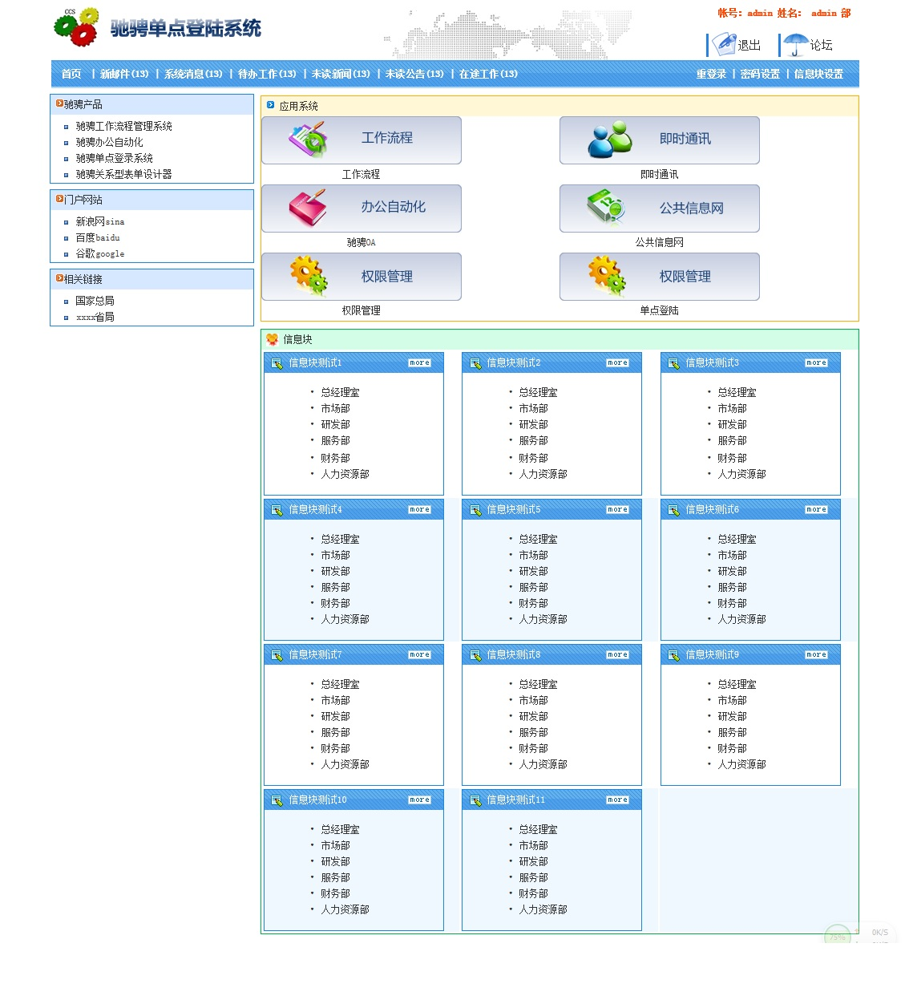 CCS
驰骋单点登陆系统
帐号: admin 姓名: admin 部
退出 论坛
首页 | 新邮件(13) | 系统消息(13) | 待办工作(13) | 未读新闻(13) | 未读公告(13) | 在途工作(13) 重登录 | 密码设置 | 信息块设置
驰骋产品
驰骋工作流程管理系统
驰骋办公自动化
驰骋单点登录系统
驰骋关系型表单设计器
门户网站
新浪网sina
百度baidu
谷歌google
相关链接
国家总局
xxxx省局
应用系统
工作流程 即时通讯
工作流程 即时通讯
办公自动化 公共信息网
驰骋OA 公共信息网
权限管理 权限管理
权限管理 单点登陆
信息块
信息块测试1 more 信息块测试2 more 信息块测试3 more
· 总经理室 · 总经理室 · 总经理室
· 市场部 · 市场部 · 市场部
· 研发部 · 研发部 · 研发部
· 服务部 · 服务部 · 服务部
· 财务部 · 财务部 · 财务部
· 人力资源部 · 人力资源部 · 人力资源部
信息块测试4 more 信息块测试5 more 信息块测试6 more
· 总经理室 · 总经理室 · 总经理室
· 市场部 · 市场部 · 市场部
· 研发部 · 研发部 · 研发部
· 服务部 · 服务部 · 服务部
· 财务部 · 财务部 · 财务部
· 人力资源部 · 人力资源部 · 人力资源部
信息块测试7 more 信息块测试8 more 信息块测试9 more
· 总经理室 · 总经理室 · 总经理室
· 市场部 · 市场部 · 市场部
· 研发部 · 研发部 · 研发部
· 服务部 · 服务部 · 服务部
· 财务部 · 财务部 · 财务部
· 人力资源部 · 人力资源部 · 人力资源部
信息块测试10 more 信息块测试11 more
· 总经理室 · 总经理室
· 市场部 · 市场部
· 研发部 · 研发部
· 服务部 · 服务部
· 财务部 · 财务部
· 人力资源部 · 人力资源部
75% 0K/S